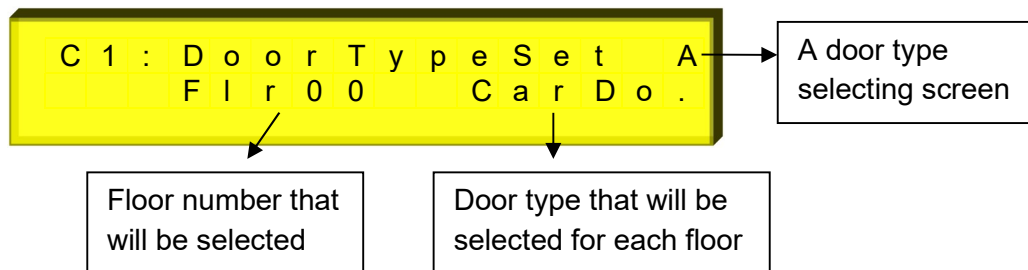 C1: DoorTypeSet A
Flr00 CarDo.
A door type
selecting screen
Floor number that
will be selected
Door type that will be
selected for each floor